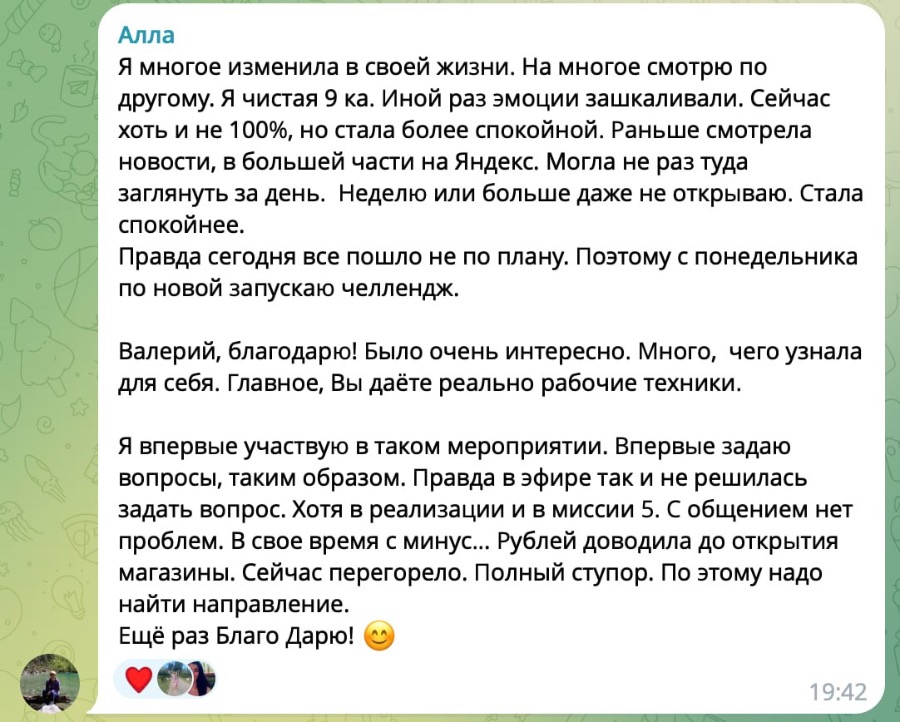 Алла
Я многое изменила в своей жизни. На многое смотрю по
другому. Я чистая 9 ка. Иной раз эмоции зашкаливали. Сейчас
хоть и не 100%, но стала более спокойной. Раньше смотрела
новости, в большей части на Яндекс. Могла не раз туда
заглянуть за день.  Неделю или больше даже не открываю. Стала
спокойнее.
Правда сегодня все пошло не по плану. Поэтому с понедельника
по новой запускаю челлендж.
Валерий, благодарю! Было очень интересно. Много,  чего узнала
для себя. Главное, Вы даёте реально рабочие техники.
Я впервые участвую в таком мероприятии. Впервые задаю
вопросы, таким образом. Правда в эфире так и не решилась
задать вопрос. Хотя в реализации и в миссии 5. С общением нет
проблем. В свое время с минус... Рублей доводила до открытия
магазины. Сейчас перегорело. Полный ступор. По этому надо
найти направление.
Ещё раз Благо Дарю! 😊
19:42